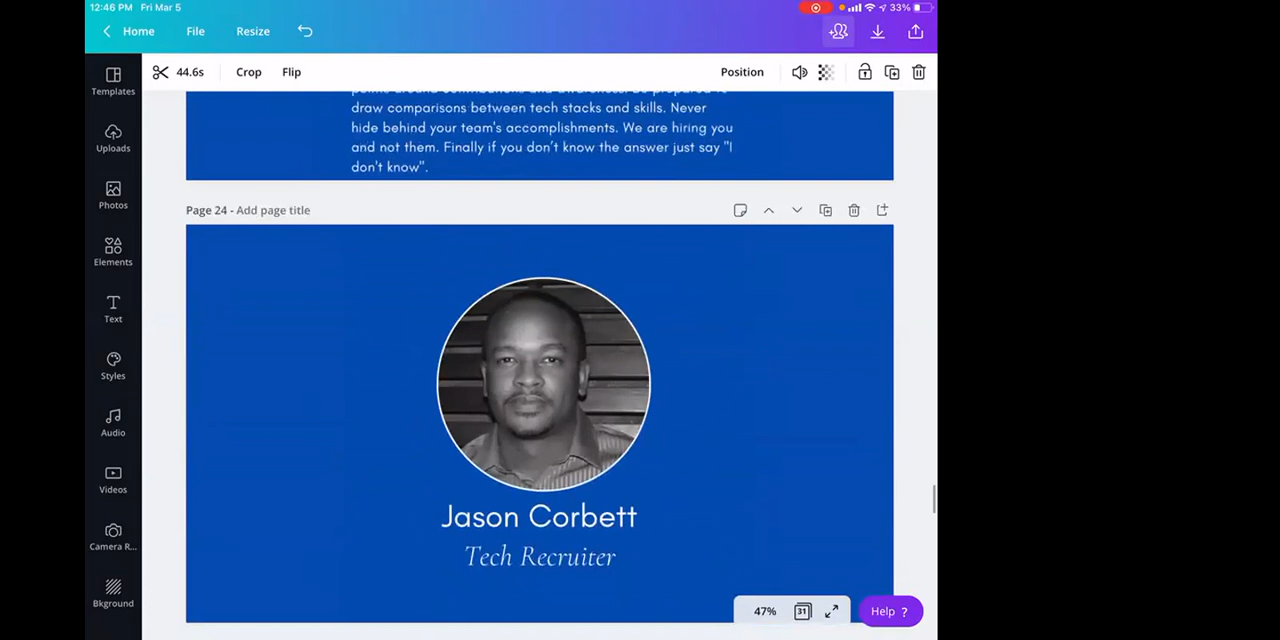 12:46 PM Fri Mar 5
33%
Home File Resize
44.6s Crop Flip Position
Templates
Uploads
Photos
Elements
Text
Styles
Audio
Videos
Camera R...
Bkground
draw comparisons between tech stacks and skills. Never
hide behind your team's accomplishments. We are hiring you
and not them. Finally if you don't know the answer just say "I
don't know".
Page 24 - Add page title
Jason Corbett
Tech Recruiter
47% 31 Help ?